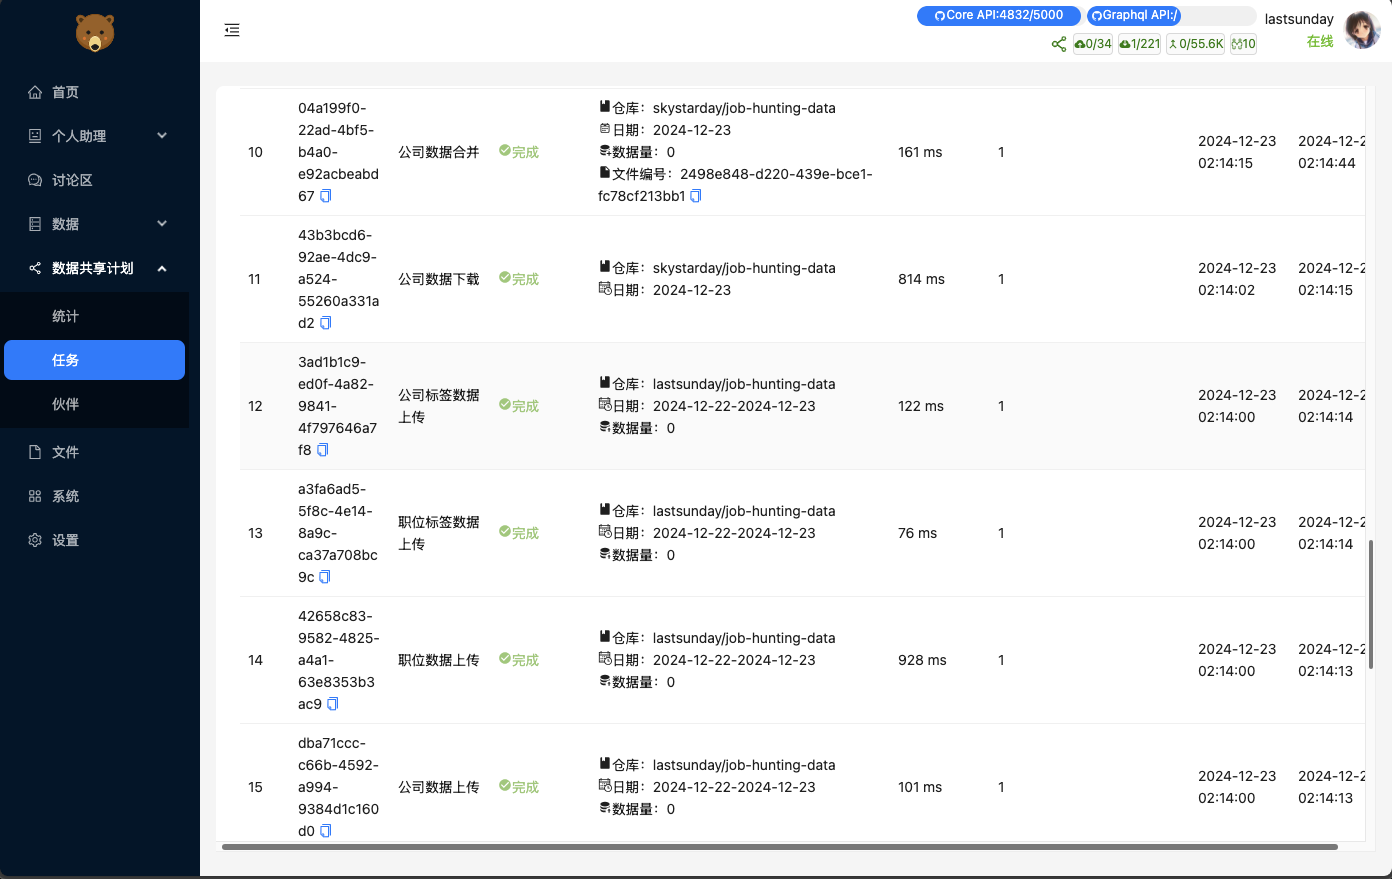 Core API:4832/5000
Graphql API:/
lastsunday
在线
0/34
1/221
0/55.6K
10
首页
个人助理
讨论区
数据
数据共享计划
统计
任务
伙伴
文件
系统
设置
10
04a199f0-
22ad-4bf5-
b4a0-
e92acbeabd
67
公司数据合并
完成
仓库：skystarday/job-hunting-data
日期：2024-12-23
数据量：0
文件编号：2498e848-d220-439e-bce1-
fc78cf213bb1
161 ms
1
2024-12-23
02:14:15
2024-12-2
02:14:44
11
43b3bcd6-
92ae-4dc9-
a524-
55260a331a
d2
公司数据下载
完成
仓库：skystarday/job-hunting-data
日期：2024-12-23
814 ms
1
2024-12-23
02:14:02
2024-12-2
02:14:15
12
3ad1b1c9-
ed0f-4a82-
9841-
4f797646a7
f8
公司标签数据
上传
完成
仓库：lastsunday/job-hunting-data
日期：2024-12-22-2024-12-23
数据量：0
122 ms
1
2024-12-23
02:14:00
2024-12-2
02:14:14
13
a3fa6ad5-
5f8c-4e14-
8a9c-
ca37a708bc
9c
职位标签数据
上传
完成
仓库：lastsunday/job-hunting-data
日期：2024-12-22-2024-12-23
数据量：0
76 ms
1
2024-12-23
02:14:00
2024-12-2
02:14:14
14
42658c83-
9582-4825-
a4a1-
63e8353b3
ac9
职位数据上传
完成
仓库：lastsunday/job-hunting-data
日期：2024-12-22-2024-12-23
数据量：0
928 ms
1
2024-12-23
02:14:00
2024-12-2
02:14:13
15
dba71ccc-
c66b-4592-
a994-
9384d1c160
d0
公司数据上传
完成
仓库：lastsunday/job-hunting-data
日期：2024-12-22-2024-12-23
数据量：0
101 ms
1
2024-12-23
02:14:00
2024-12-2
02:14:13